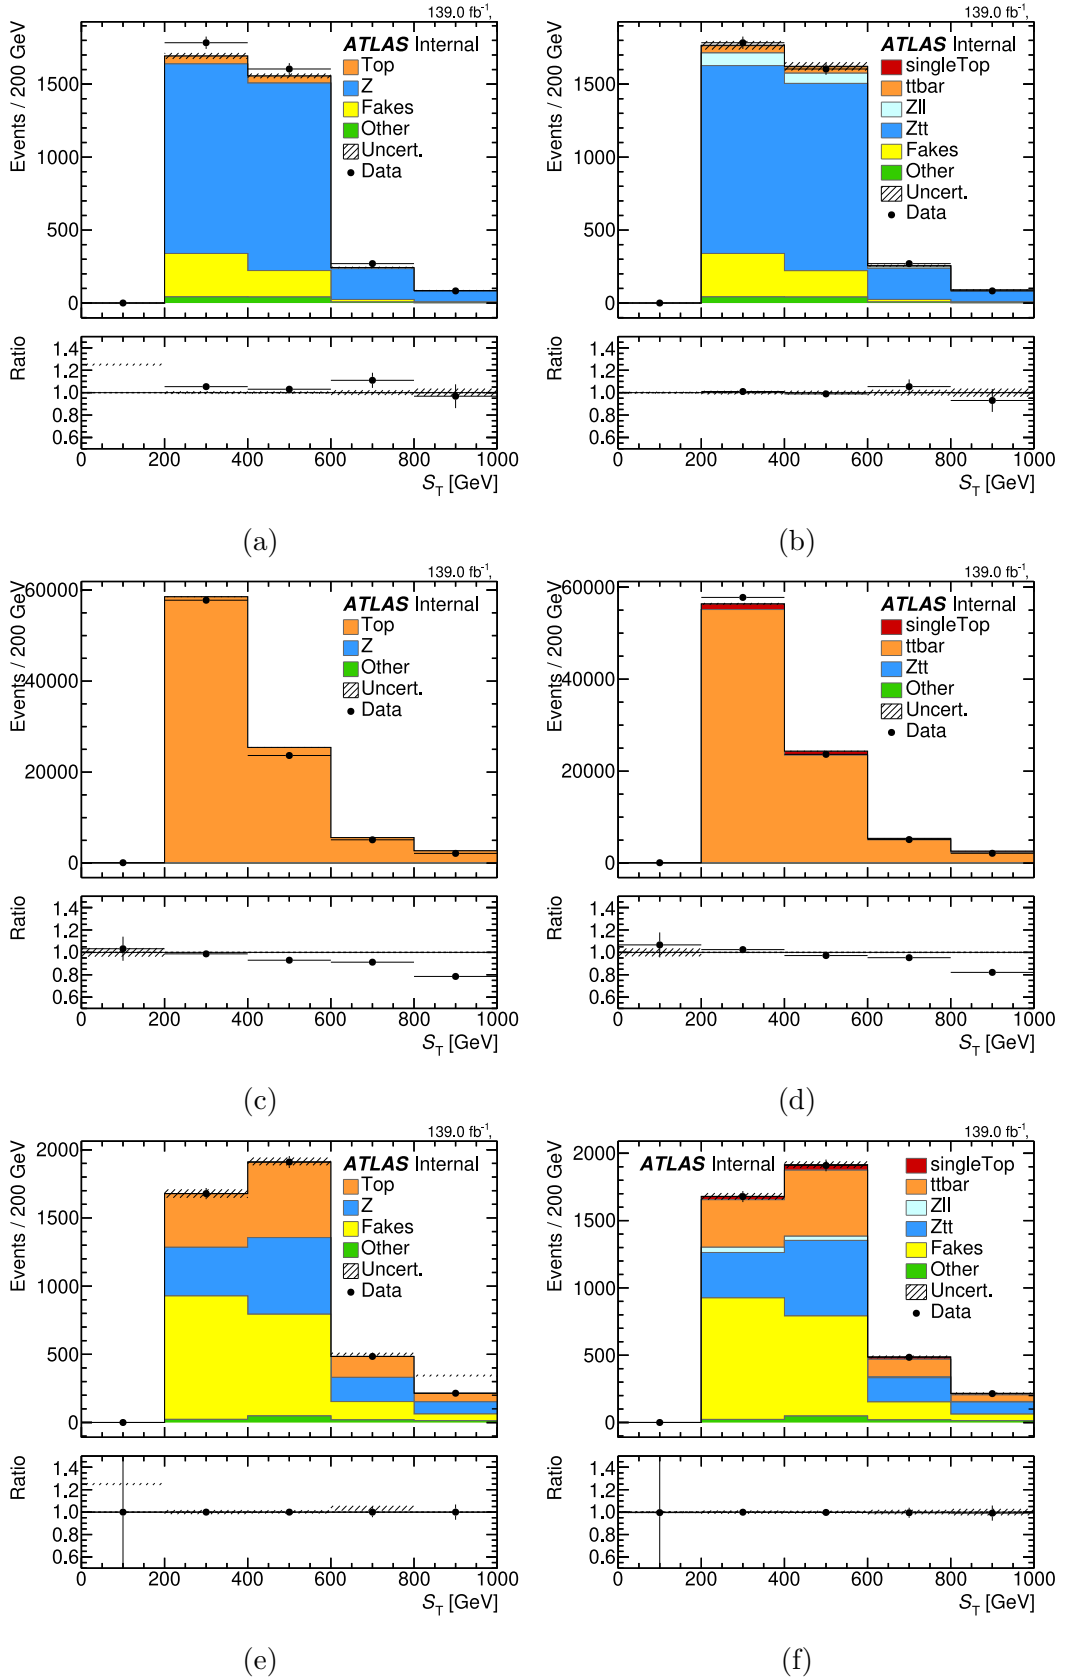 139.0 fb⁻¹,
Events / 200 GeV
ATLAS Internal
Top
Z
Fakes
Other
Uncert.
Data
1500
1000
500
0
Ratio
1.4
1.2
1.0
0.8
0.6
0 200 400 600 800 1000
S_T [GeV]
(a)
139.0 fb⁻¹,
Events / 200 GeV
ATLAS Internal
singleTop
ttbar
Zll
Ztt
Fakes
Other
Uncert.
Data
1500
1000
500
0
Ratio
1.4
1.2
1.0
0.8
0.6
0 200 400 600 800 1000
S_T [GeV]
(b)
139.0 fb⁻¹,
Events / 200 GeV
ATLAS Internal
Top
Z
Other
Uncert.
Data
60000
40000
20000
0
Ratio
1.4
1.2
1.0
0.8
0.6
0 200 400 600 800 1000
S_T [GeV]
(c)
139.0 fb⁻¹,
Events / 200 GeV
ATLAS Internal
singleTop
ttbar
Ztt
Other
Uncert.
Data
60000
40000
20000
0
Ratio
1.4
1.2
1.0
0.8
0.6
0 200 400 600 800 1000
S_T [GeV]
(d)
139.0 fb⁻¹,
Events / 200 GeV
ATLAS Internal
Top
Z
Fakes
Other
Uncert.
Data
2000
1500
1000
500
0
Ratio
1.4
1.2
1.0
0.8
0.6
0 200 400 600 800 1000
S_T [GeV]
(e)
139.0 fb⁻¹,
Events / 200 GeV
ATLAS Internal
singleTop
ttbar
Zll
Ztt
Fakes
Other
Uncert.
Data
2000
1500
1000
500
0
Ratio
1.4
1.2
1.0
0.8
0.6
0 200 400 600 800 1000
S_T [GeV]
(f)